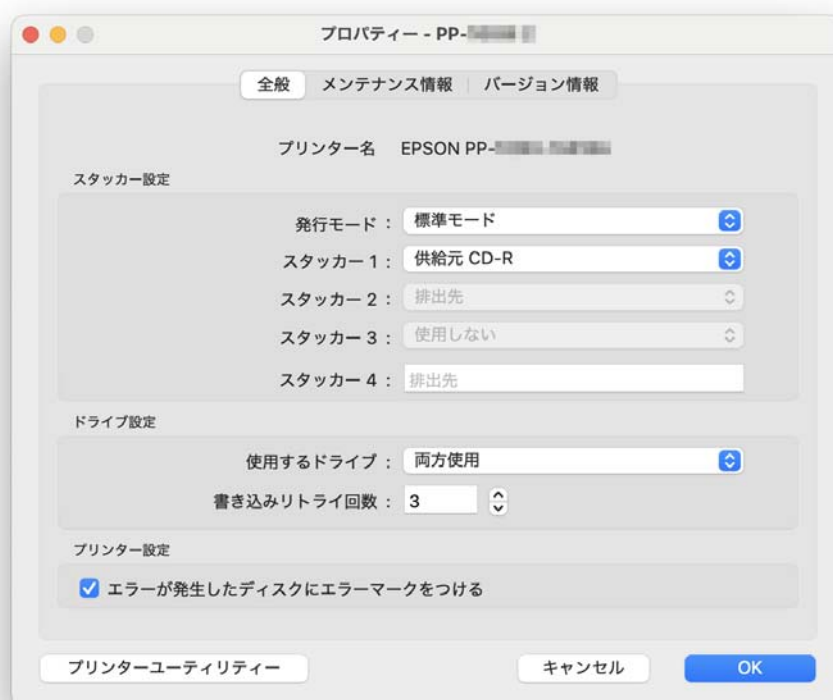 プロパティー - PP-
全般 メンテナンス情報 バージョン情報
プリンター名 EPSON PP-
スタッカー設定
発行モード : 標準モード
スタッカー 1 : 供給元 CD-R
スタッカー 2 : 排出先
スタッカー 3 : 使用しない
スタッカー 4 : 排出先
ドライブ設定
使用するドライブ : 両方使用
書き込みリトライ回数 : 3
プリンター設定
エラーが発生したディスクにエラーマークをつける
プリンターユーティリティー キャンセル OK